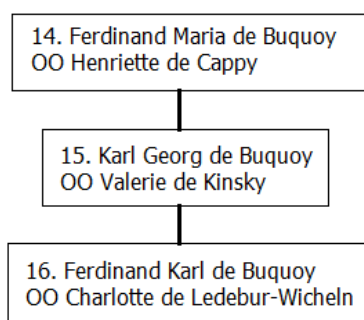 14. Ferdinand Maria de Buquoy
OO Henriette de Cappy
15. Karl Georg de Buquoy
OO Valerie de Kinsky
16. Ferdinand Karl de Buquoy
OO Charlotte de Ledebur-Wicheln